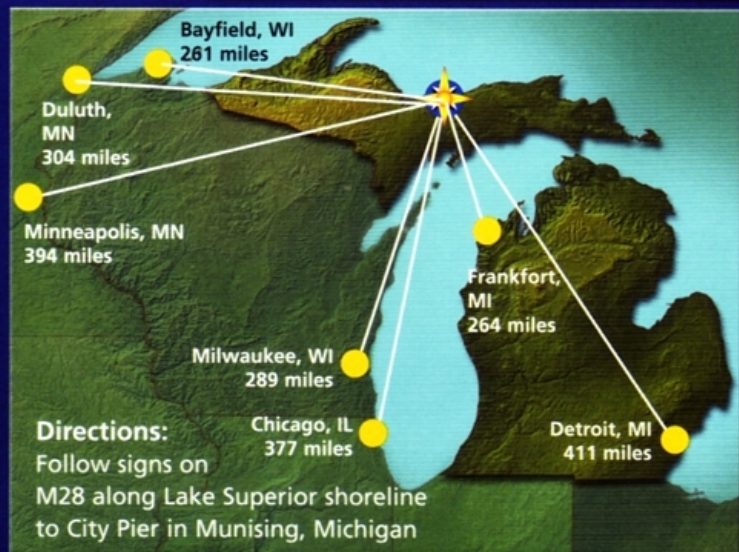 Bayfield, WI
261 miles
Duluth,
MN
304 miles
Minneapolis, MN
394 miles
Frankfort,
MI
264 miles
Milwaukee, WI
289 miles
Chicago, IL
377 miles
Detroit, MI
411 miles
Directions:
Follow signs on
M28 along Lake Superior shoreline
to City Pier in Munising, Michigan